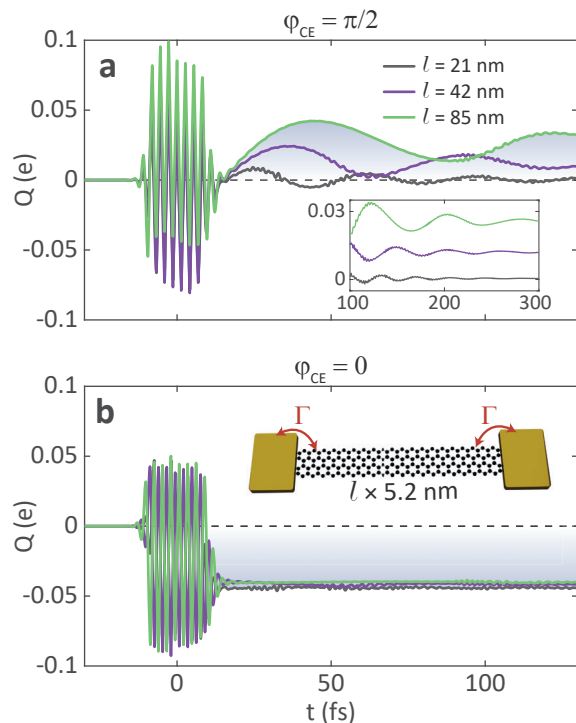 φCE = π/2
0.1
a
l = 21 nm
l = 42 nm
l = 85 nm
0.05
Q (e)
0
0.03
-0.05
0
100 200 300
-0.1
φCE = 0
0.1
b
Γ Γ
0.05
l × 5.2 nm
Q (e)
0
-0.05
-0.1
0 50 100
t (fs)